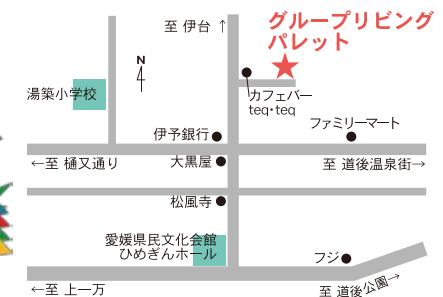 至 伊台 ↑
グループリビング
パレット
N
湯築小学校
カフェバー
teq・teq
ファミリーマート
伊予銀行
←至 樋又通り
大黒屋
至 道後温泉街→
松風寺
愛媛県民文化会館
ひめぎんホール
フジ
←至 上一万
至 道後公園→